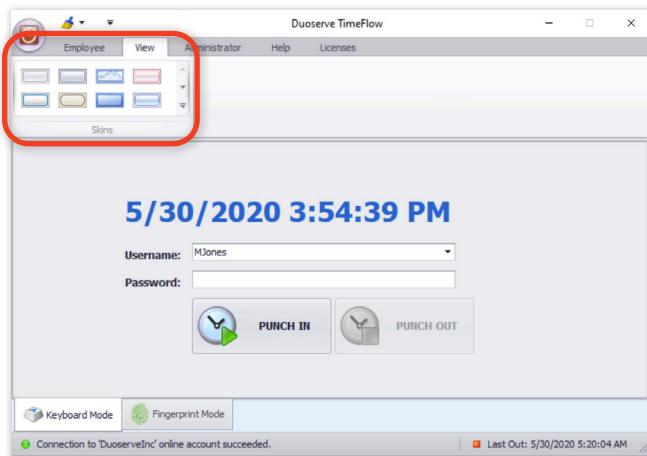 Duoserve TimeFlow
Employee View Administrator Help Licenses
Skins
5/30/2020 3:54:39 PM
Username: MJones
Password:
PUNCH IN PUNCH OUT
Keyboard Mode Fingerprint Mode
Connection to 'DuoserveInc' online account succeeded. Last Out: 5/30/2020 5:20:04 AM